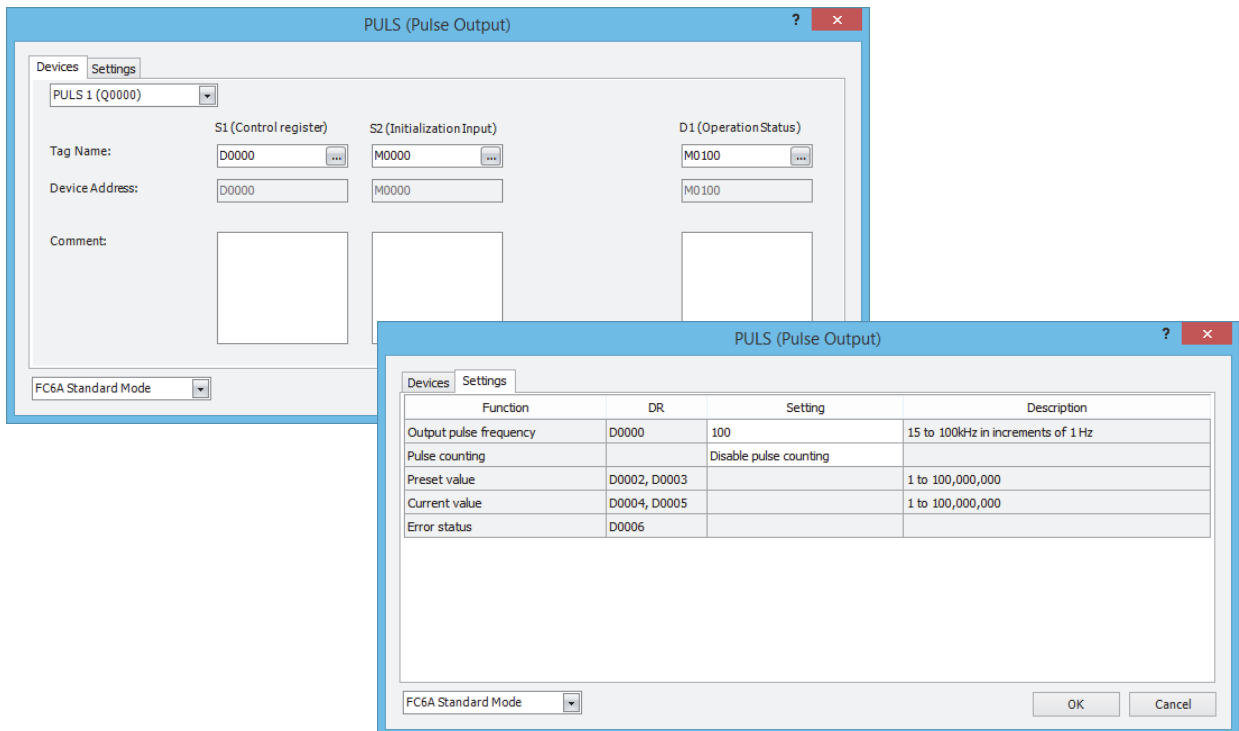 PULS (Pulse Output)
? ×
Devices Settings
PULS 1 (Q0000)
S1 (Control register) S2 (Initialization Input) D1 (Operation Status)
Tag Name: D0000 ... M0000 ... M0100 ...
Device Address: D0000 M0000 M0100
Comment:
FC6A Standard Mode
PULS (Pulse Output)
? ×
Devices Settings
Function DR Setting Description
Output pulse frequency D0000 100 15 to 100kHz in increments of 1 Hz
Pulse counting Disable pulse counting
Preset value D0002, D0003 1 to 100,000,000
Current value D0004, D0005 1 to 100,000,000
Error status D0006
FC6A Standard Mode OK Cancel